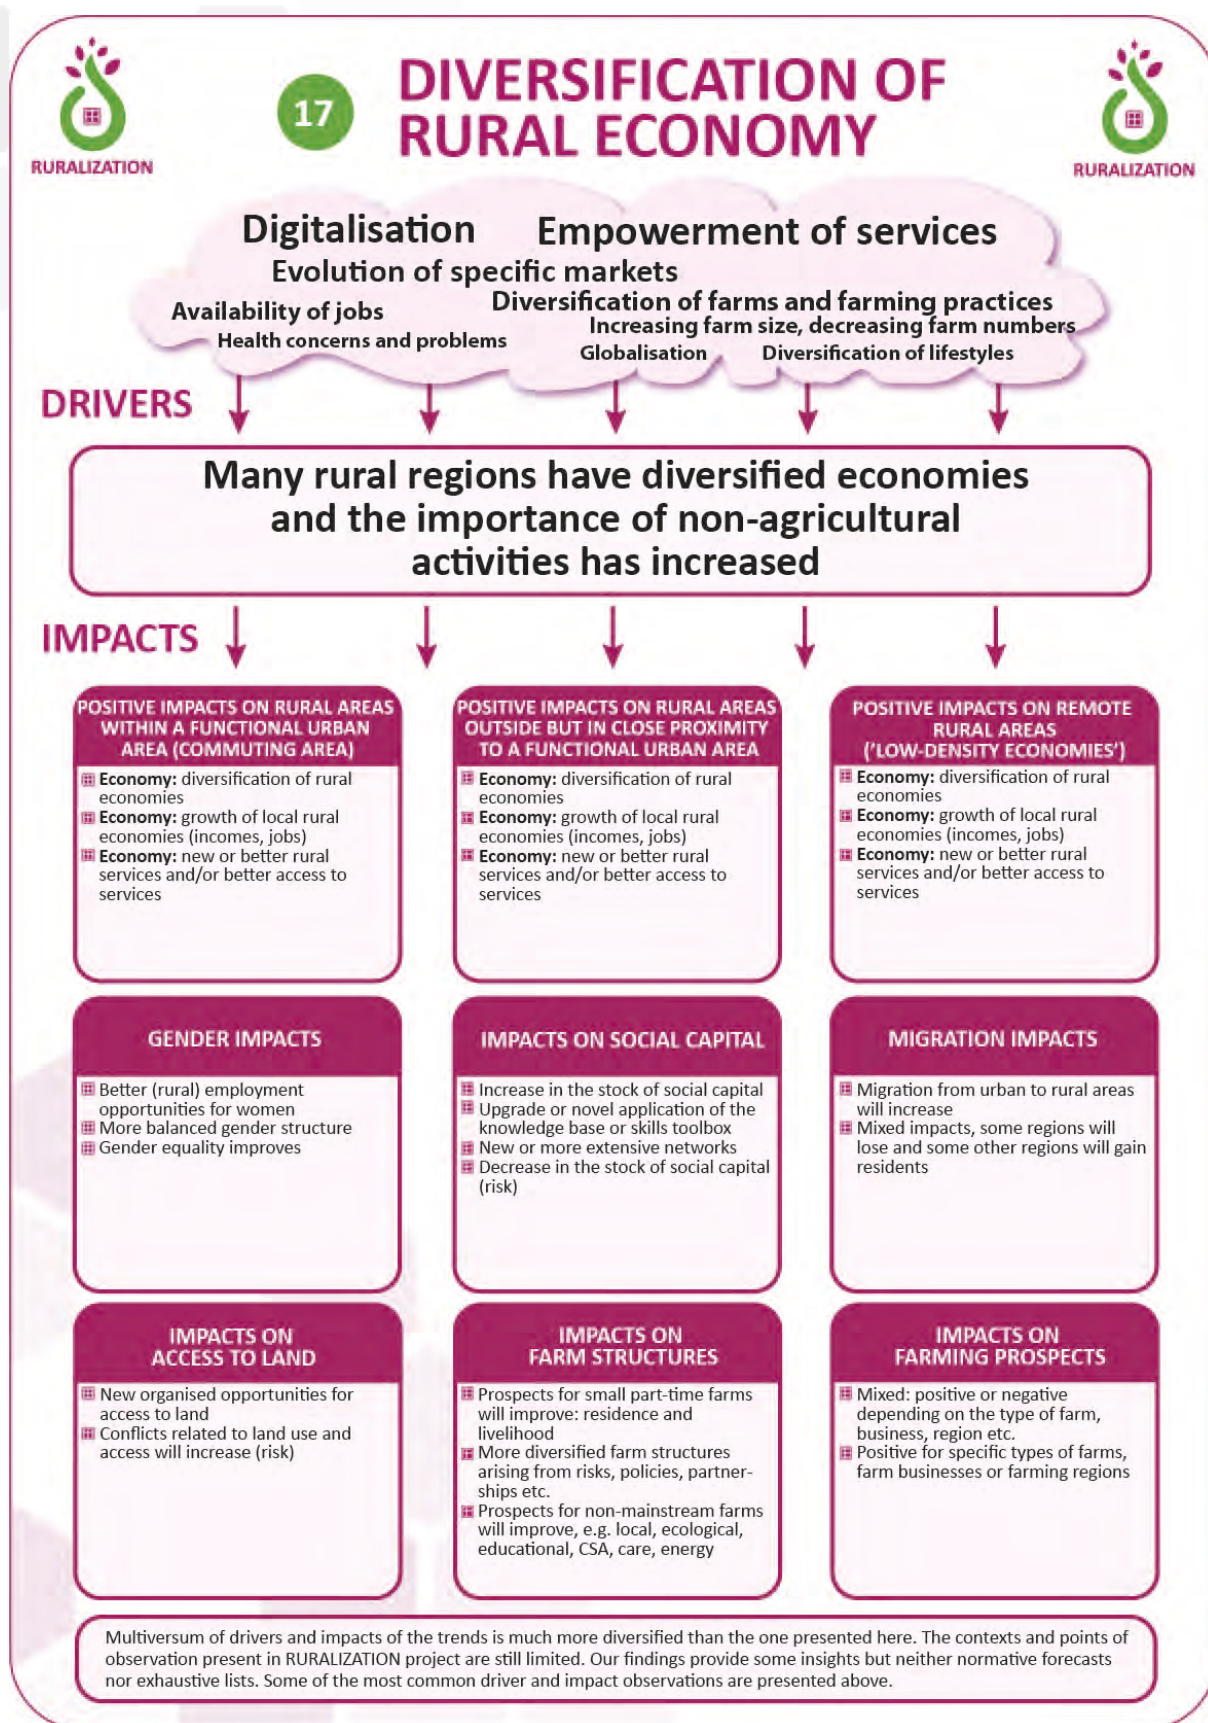 RURALIZATION
17
DIVERSIFICATION OF
RURAL ECONOMY
RURALIZATION
Digitalisation
Empowerment of services
Evolution of specific markets
Diversification of farms and farming practices
Availability of jobs
Increasing farm size, decreasing farm numbers
Health concerns and problems
Globalisation
Diversification of lifestyles
DRIVERS
Many rural regions have diversified economies
and the importance of non-agricultural
activities has increased
IMPACTS
POSITIVE IMPACTS ON RURAL AREAS
WITHIN A FUNCTIONAL URBAN
AREA (COMMUTING AREA)
Economy: diversification of rural
economies
Economy: growth of local rural
economies (incomes, jobs)
Economy: new or better rural
services and/or better access to
services
POSITIVE IMPACTS ON RURAL AREAS
OUTSIDE BUT IN CLOSE PROXIMITY
TO A FUNCTIONAL URBAN AREA
Economy: diversification of rural
economies
Economy: growth of local rural
economies (incomes, jobs)
Economy: new or better rural
services and/or better access to
services
POSITIVE IMPACTS ON REMOTE
RURAL AREAS
('LOW-DENSITY ECONOMIES')
Economy: diversification of rural
economies
Economy: growth of local rural
economies (incomes, jobs)
Economy: new or better rural
services and/or better access to
services
GENDER IMPACTS
Better (rural) employment
opportunities for women
More balanced gender structure
Gender equality improves
IMPACTS ON SOCIAL CAPITAL
Increase in the stock of social capital
Upgrade or novel application of the
knowledge base or skills toolbox
New or more extensive networks
Decrease in the stock of social capital
(risk)
MIGRATION IMPACTS
Migration from urban to rural areas
will increase
Mixed impacts, some regions will
lose and some other regions will gain
residents
IMPACTS ON
ACCESS TO LAND
New organised opportunities for
access to land
Conflicts related to land use and
access will increase (risk)
IMPACTS ON
FARM STRUCTURES
Prospects for small part-time farms
will improve: residence and
livelihood
More diversified farm structures
arising from risks, policies, partner-
ships etc.
Prospects for non-mainstream farms
will improve, e.g. local, ecological,
educational, CSA, care, energy
IMPACTS ON
FARMING PROSPECTS
Mixed: positive or negative
depending on the type of farm,
business, region etc.
Positive for specific types of farms,
farm businesses or farming regions
Multiversum of drivers and impacts of the trends is much more diversified than the one presented here. The contexts and points of
observation present in RURALIZATION project are still limited. Our findings provide some insights but neither normative forecasts
nor exhaustive lists. Some of the most common driver and impact observations are presented above.